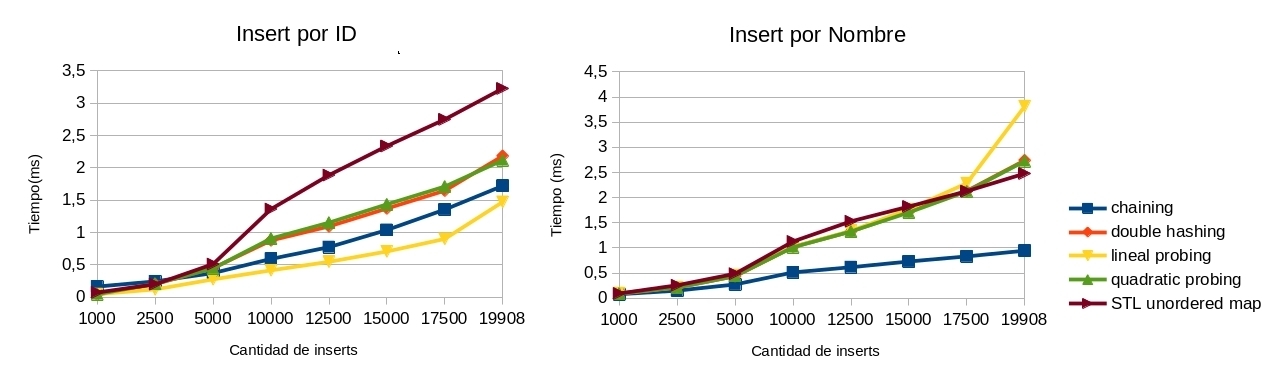 Insert por ID
3,5
3
2,5
2
1,5
1
0,5
0
Tiempo(ms)
1000 2500 5000 10000 12500 15000 17500 19908
Cantidad de inserts
Insert por Nombre
4,5
4
3,5
3
2,5
2
1,5
1
0,5
0
Tiempo (ms)
1000 2500 5000 10000 12500 15000 17500 19908
Cantidad de inserts
chaining
double hashing
lineal probing
quadratic probing
STL unordered map